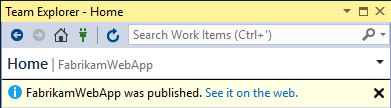 Team Explorer - Home
Search Work Items (Ctrl+')
Home | FabrikamWebApp
FabrikamWebApp was published. See it on the web.